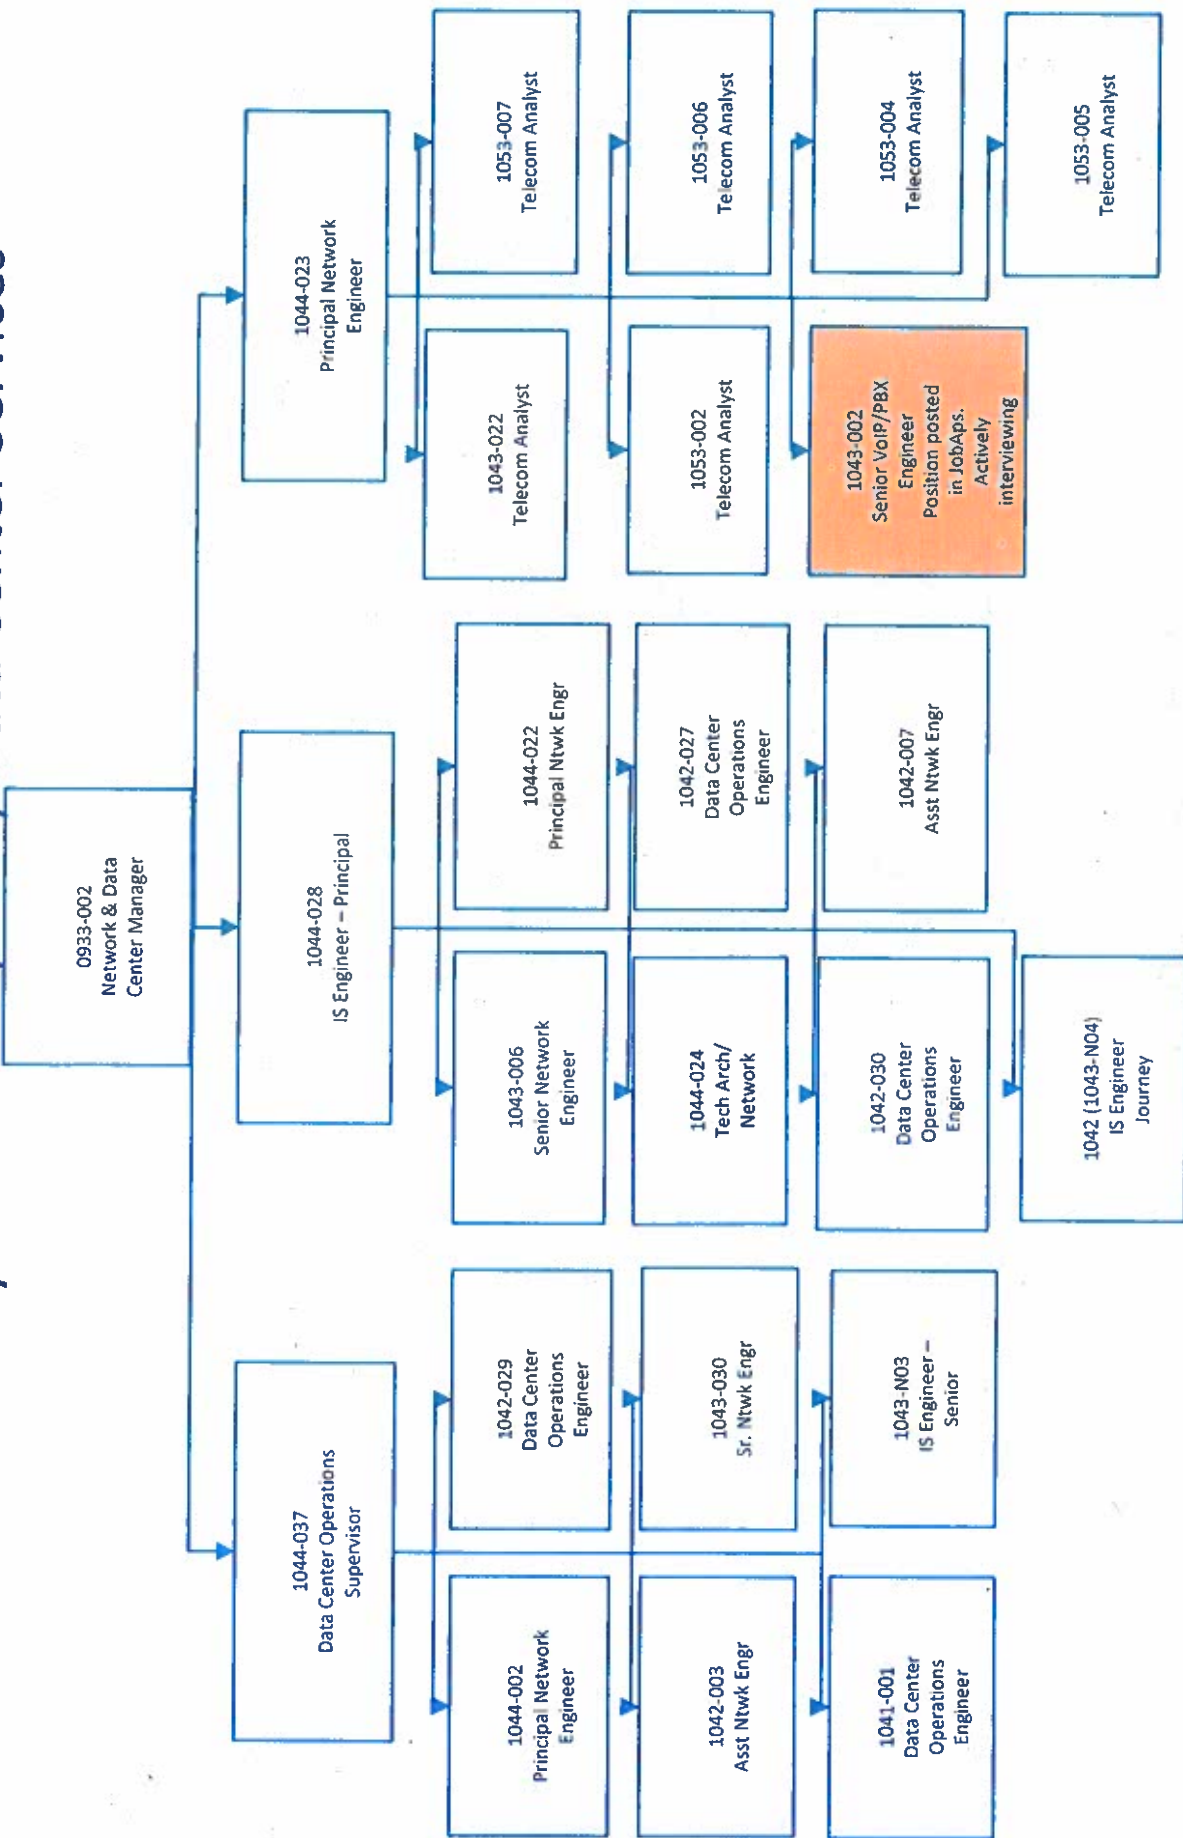 0933-002
Network & Data
Center Manager
1044-037
Data Center Operations
Supervisor
1044-028
IS Engineer – Principal
1044-023
Principal Network
Engineer
1044-002
Principal Network
Engineer
1042-029
Data Center
Operations
Engineer
1042-003
Asst Ntwk Engr
1043-030
Sr. Ntwk Engr
1041-001
Data Center
Operations
Engineer
1043-N03
IS Engineer –
Senior
1043-006
Senior Network
Engineer
1044-022
Principal Ntwk Engr
1044-024
Tech Arch/
Network
1042-027
Data Center
Operations
Engineer
1042-030
Data Center
Operations
Engineer
1042-007
Asst Ntwk Engr
1042 (1043-N04)
IS Engineer
Journey
1043-022
Telecom Analyst
1053-007
Telecom Analyst
1053-002
Telecom Analyst
1053-006
Telecom Analyst
1043-002
Senior VoIP/PBX
Engineer
Position posted
in JobAps.
Actively
interviewing
1053-004
Telecom Analyst
1053-005
Telecom Analyst